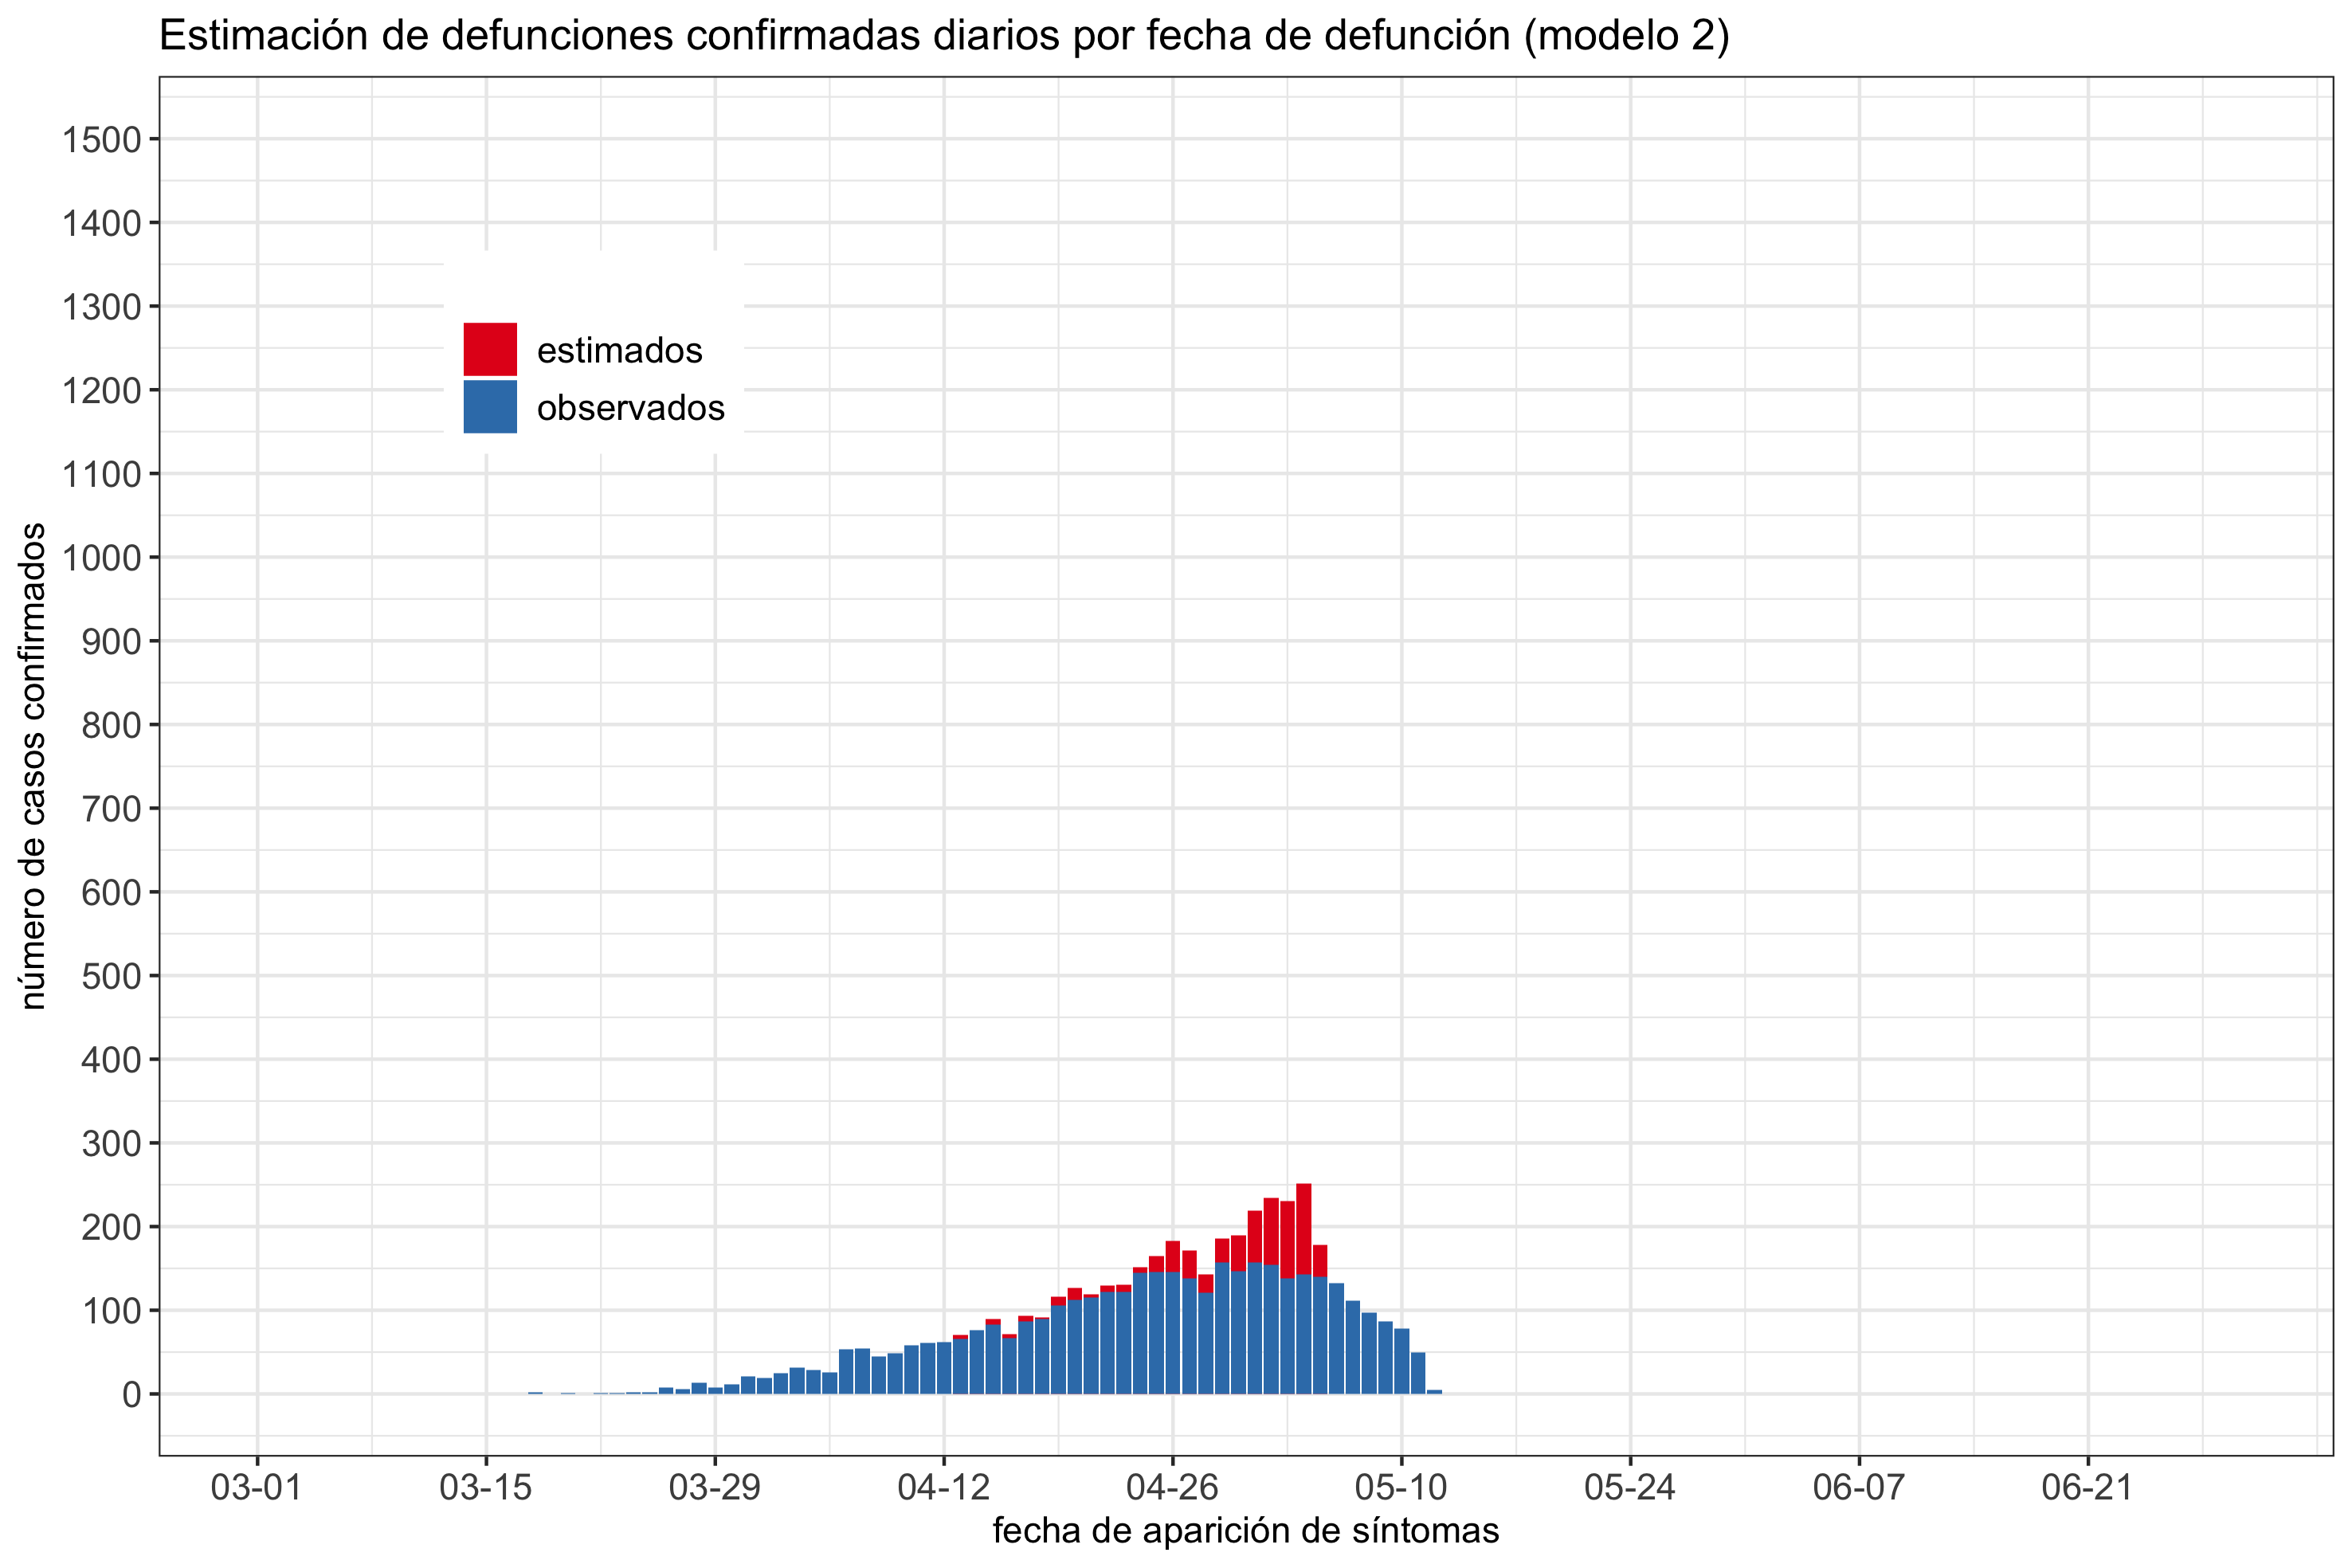 Estimación de defunciones confirmadas diarios por fecha de defunción (modelo 2)
número de casos confirmados
1500
1400
1300
1200
1100
1000
900
800
700
600
500
400
300
200
100
0
estimados
observados
03-01 03-15 03-29 04-12 04-26 05-10 05-24 06-07 06-21
fecha de aparición de síntomas